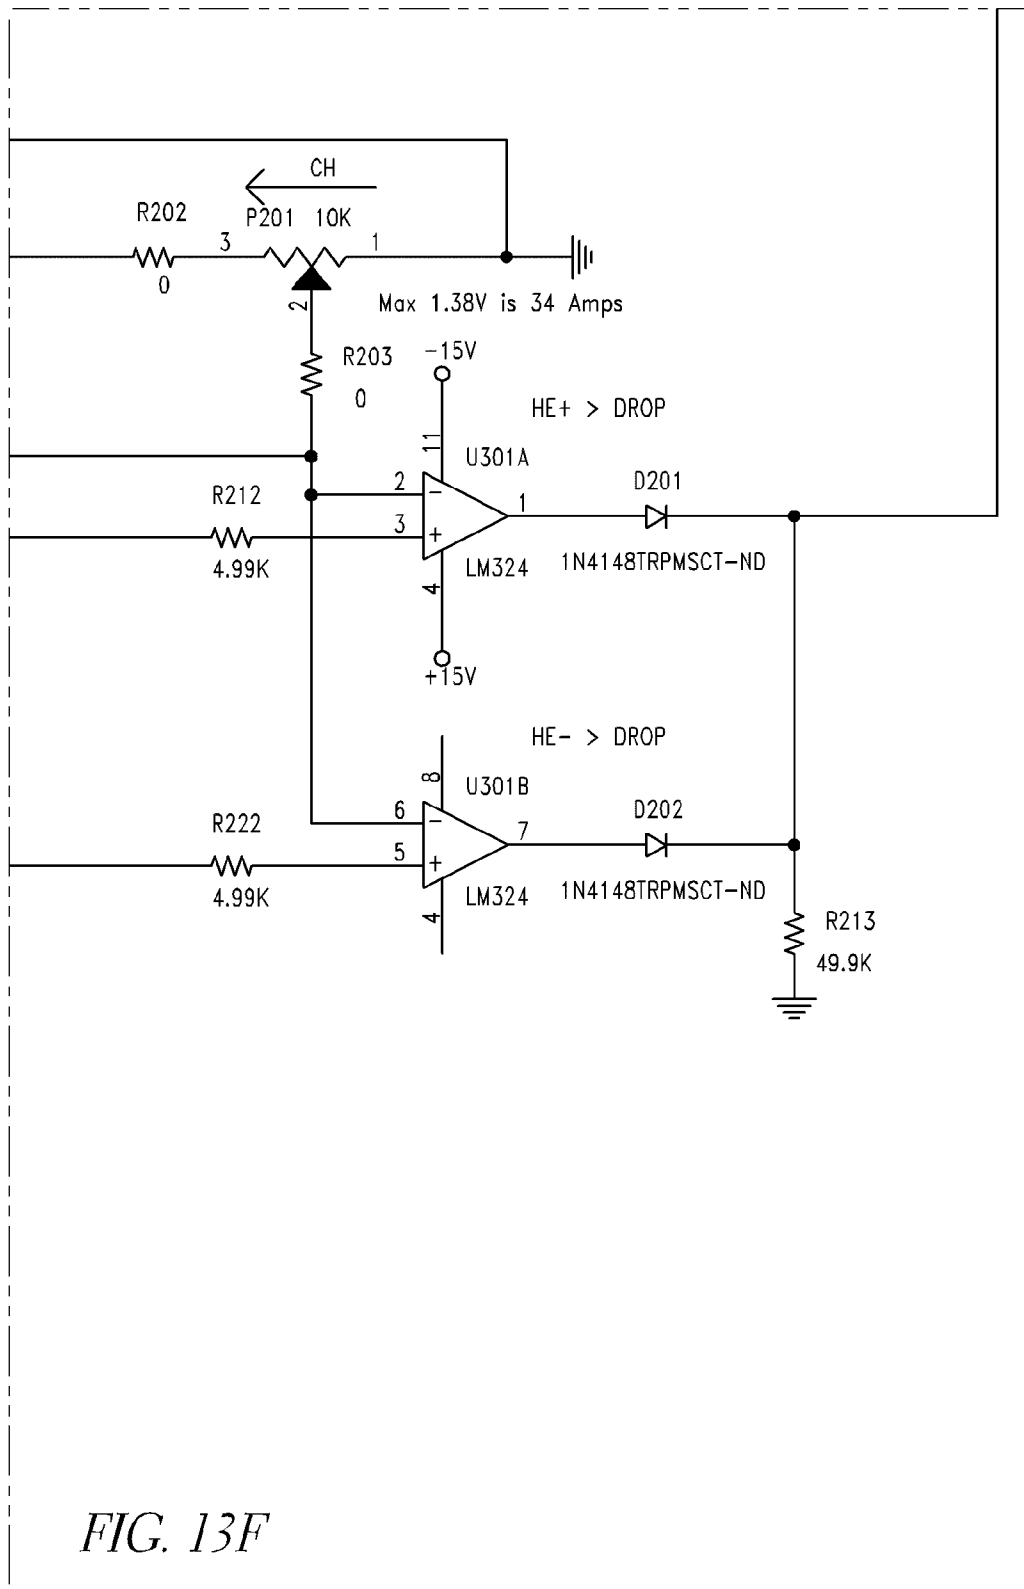 CH
R202
P201 10K
3
1
0
2
Max 1.38V is 34 Amps
R203
0
-15V
HE+ > DROP
11
U301A
R212
2
-
1
D201
3
+
4.99K
4
LM324
1N4148TRPMSCT-ND
+15V
HE- > DROP
8
U301B
R222
6
-
7
D202
5
+
4.99K
4
LM324
1N4148TRPMSCT-ND
R213
49.9K
FIG. 13F